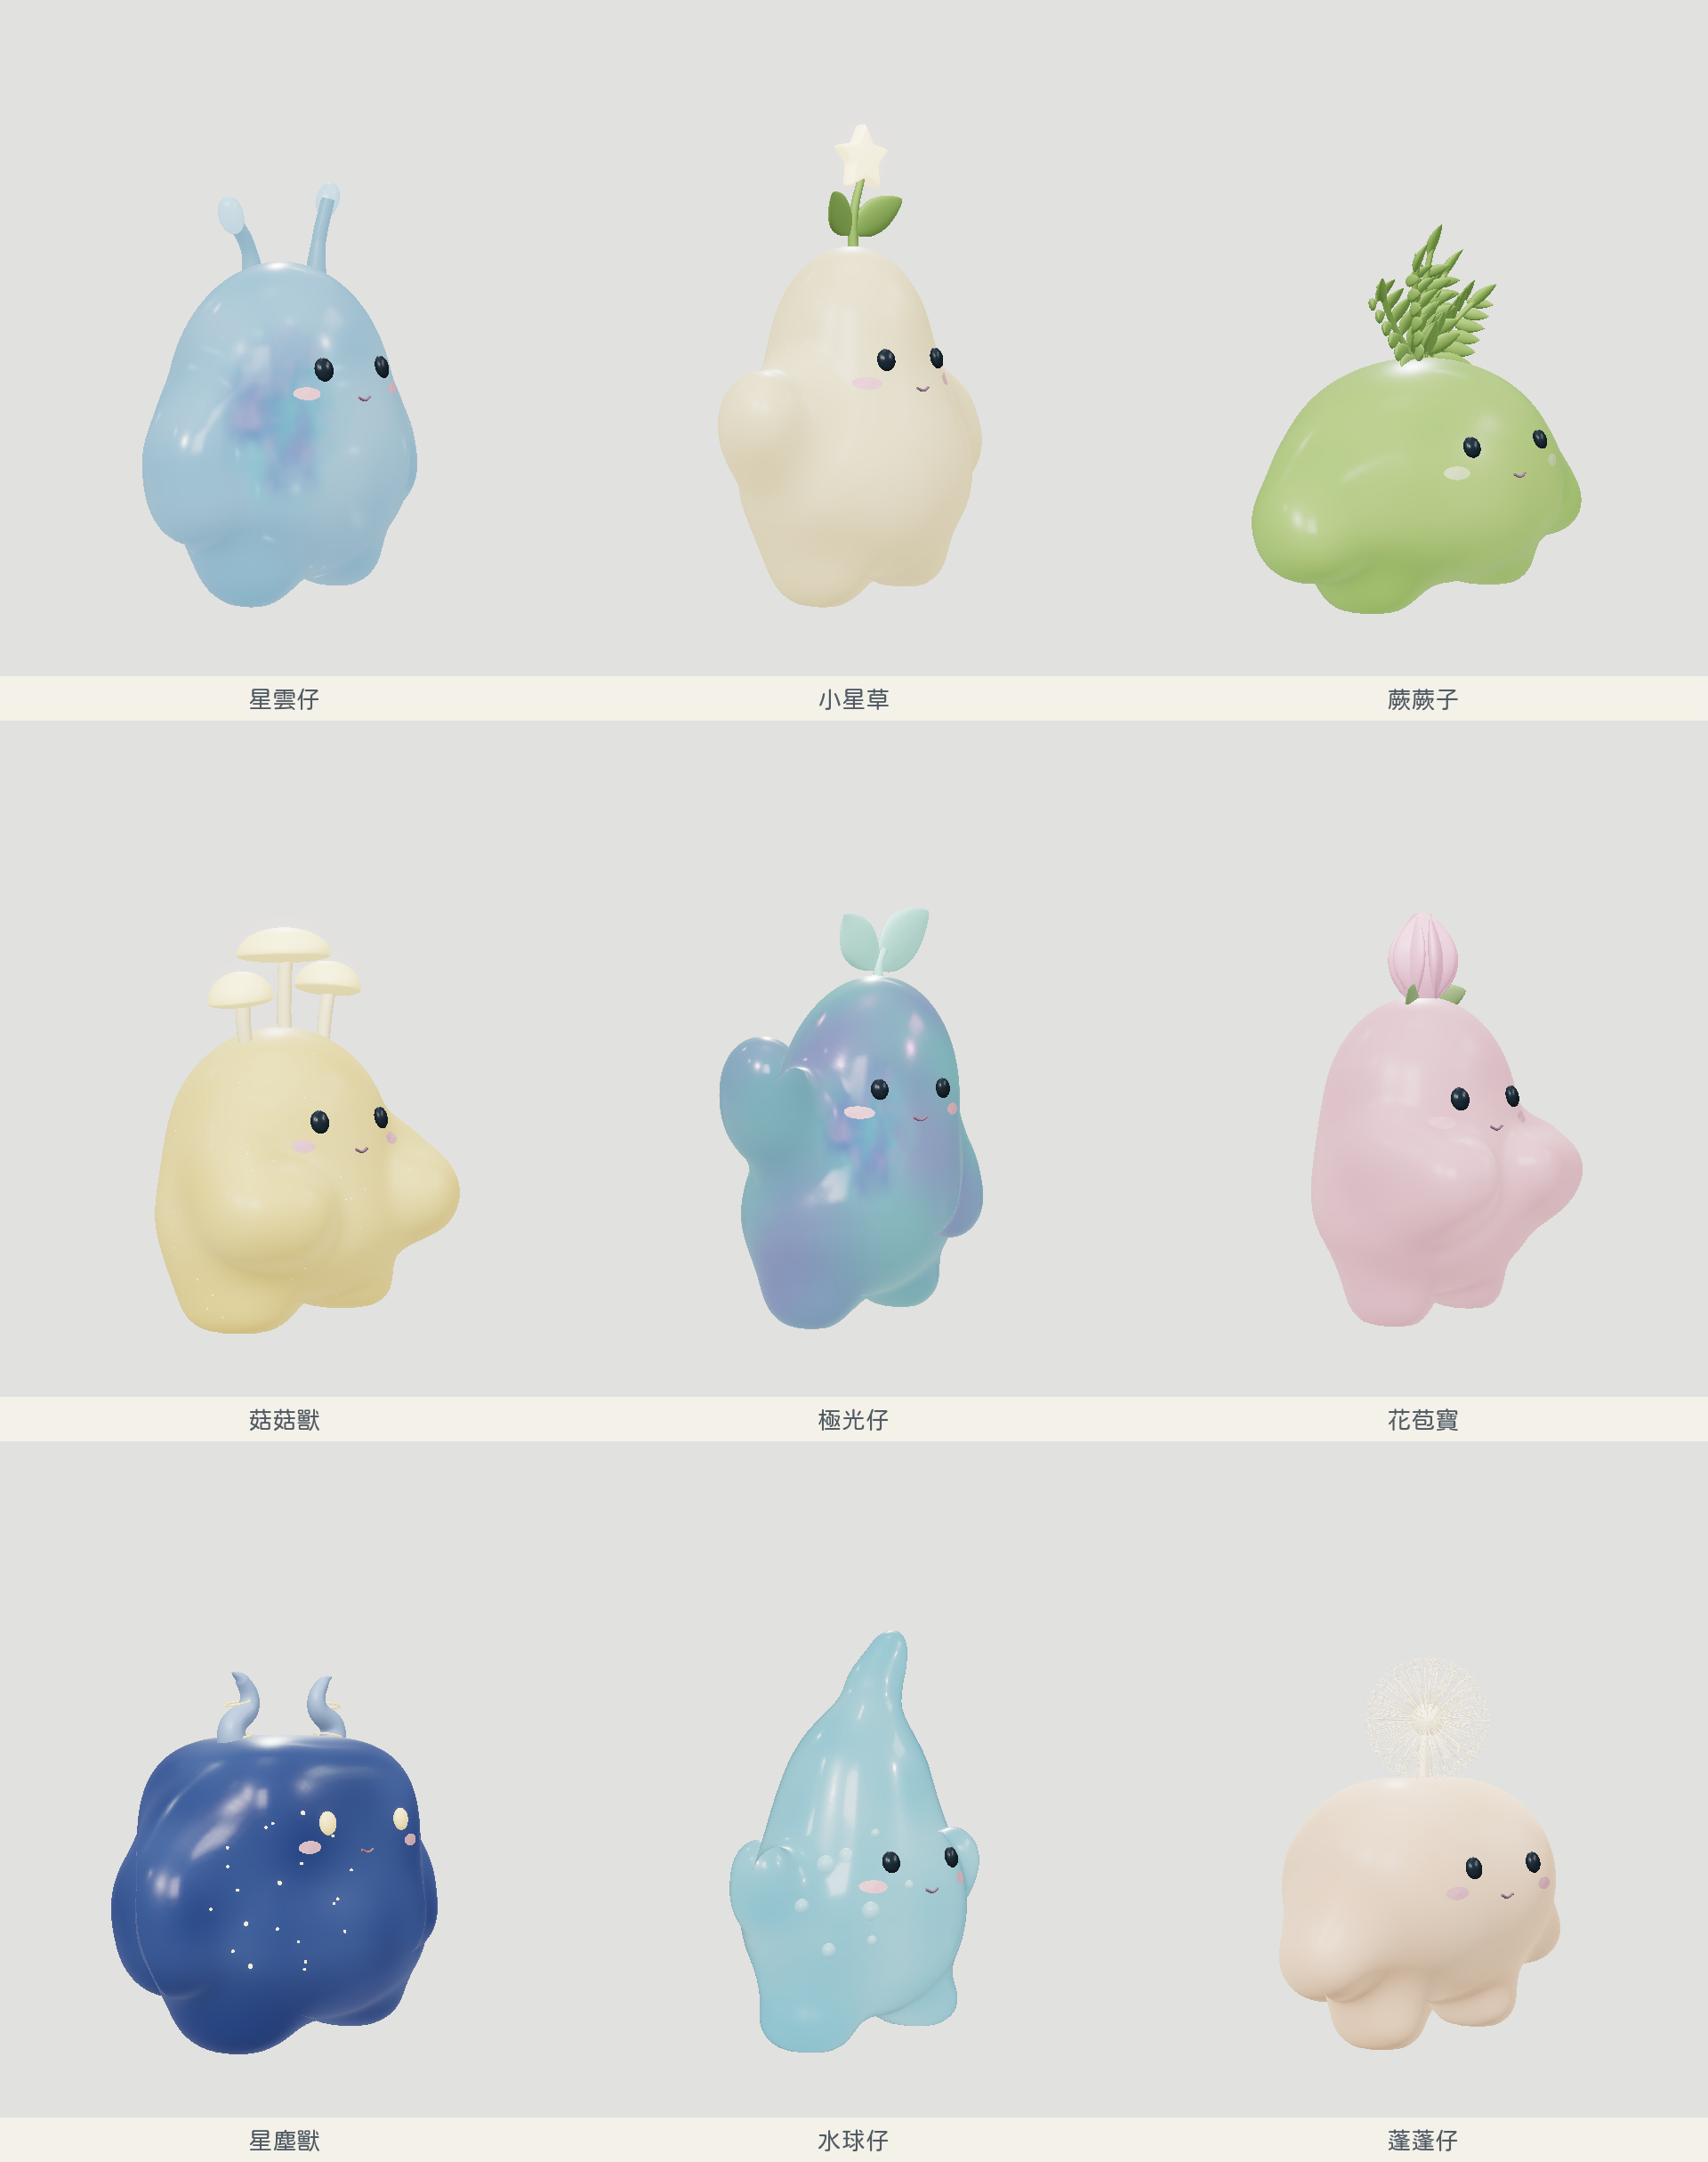 星雲仔
小星草
蕨蕨子
菇菇獸
極光仔
花苞寶
星塵獸
水球仔
蓬蓬仔